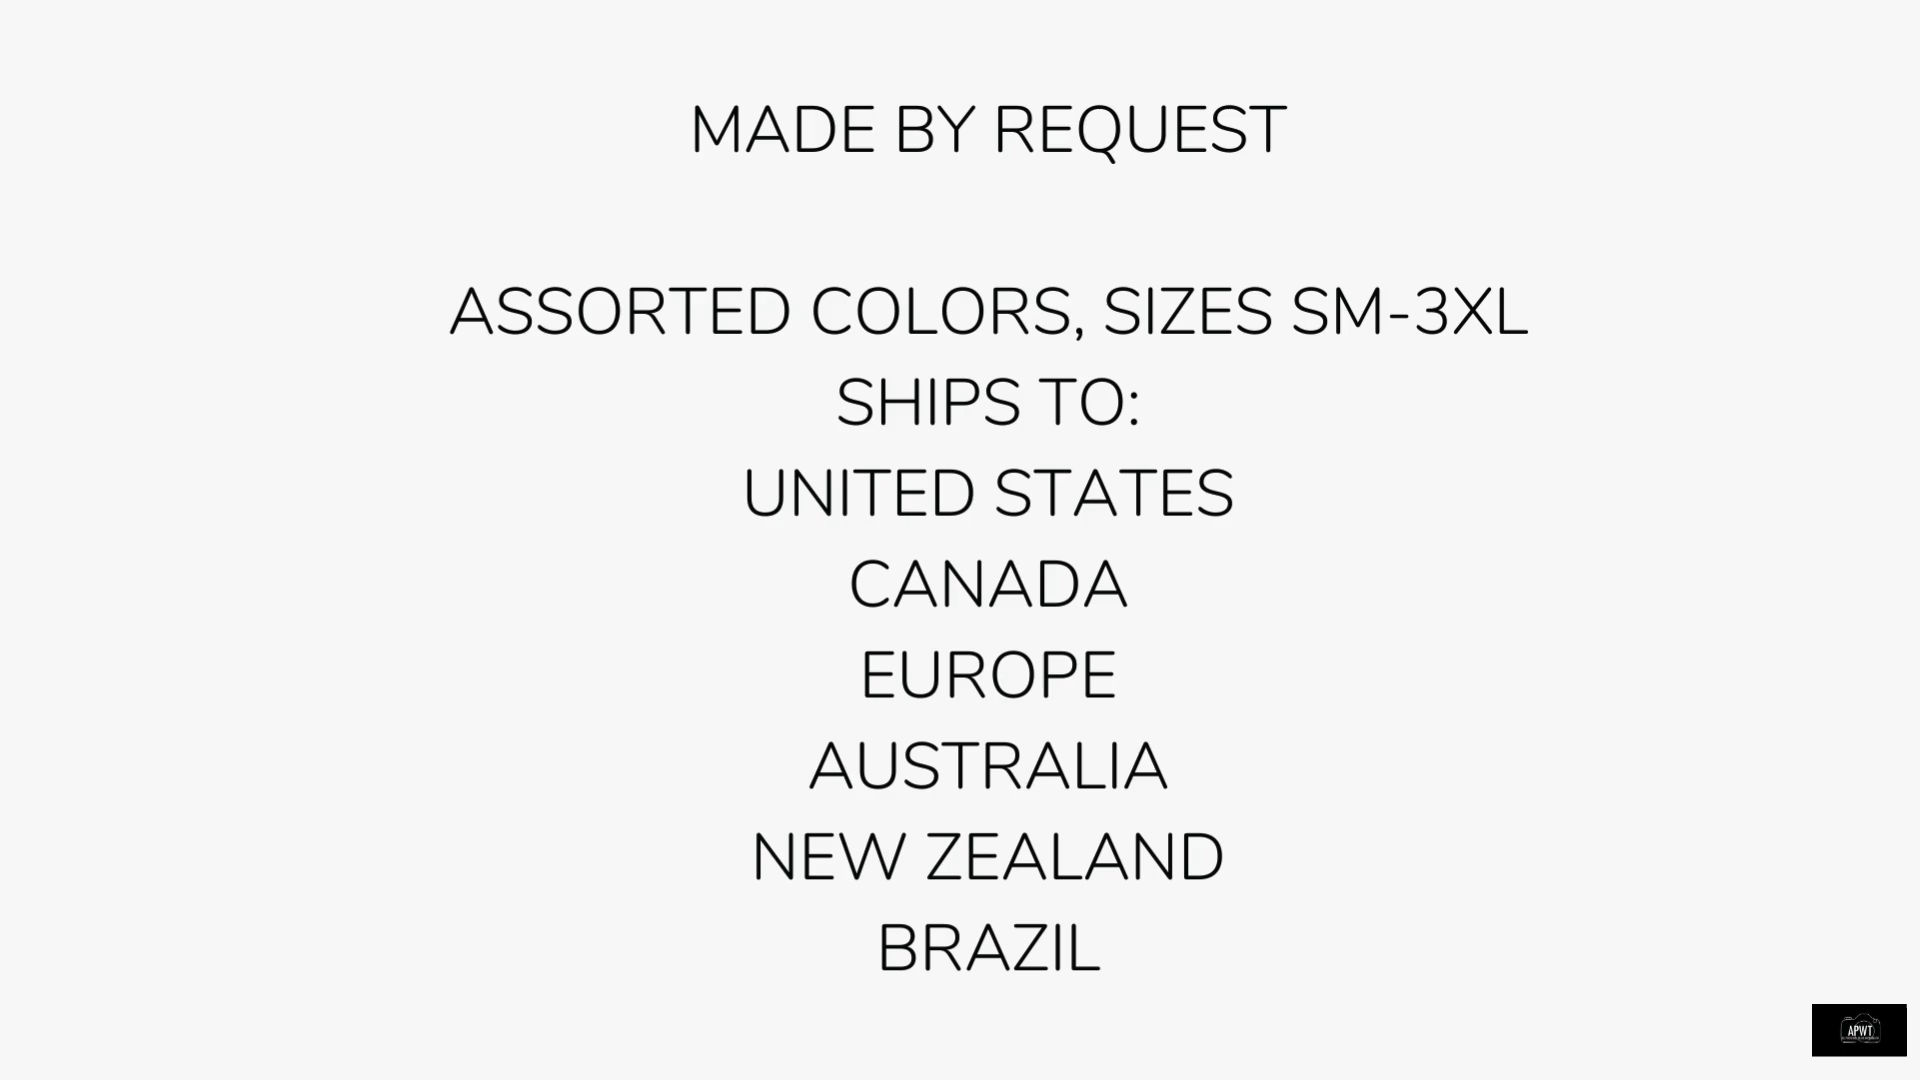 MADE BY REQUEST
ASSORTED COLORS, SIZES SM-3XL
SHIPS TO:
UNITED STATES
CANADA
EUROPE
AUSTRALIA
NEW ZEALAND
BRAZIL
APWT